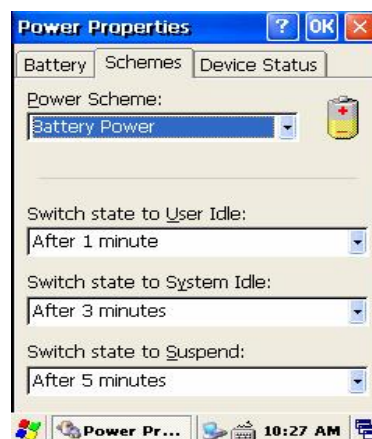 Power Properties ? OK ×
Battery Schemes Device Status
Power Scheme:
Battery Power
Switch state to User Idle:
After 1 minute
Switch state to System Idle:
After 3 minutes
Switch state to Suspend:
After 5 minutes
Power Pr... 10:27 AM